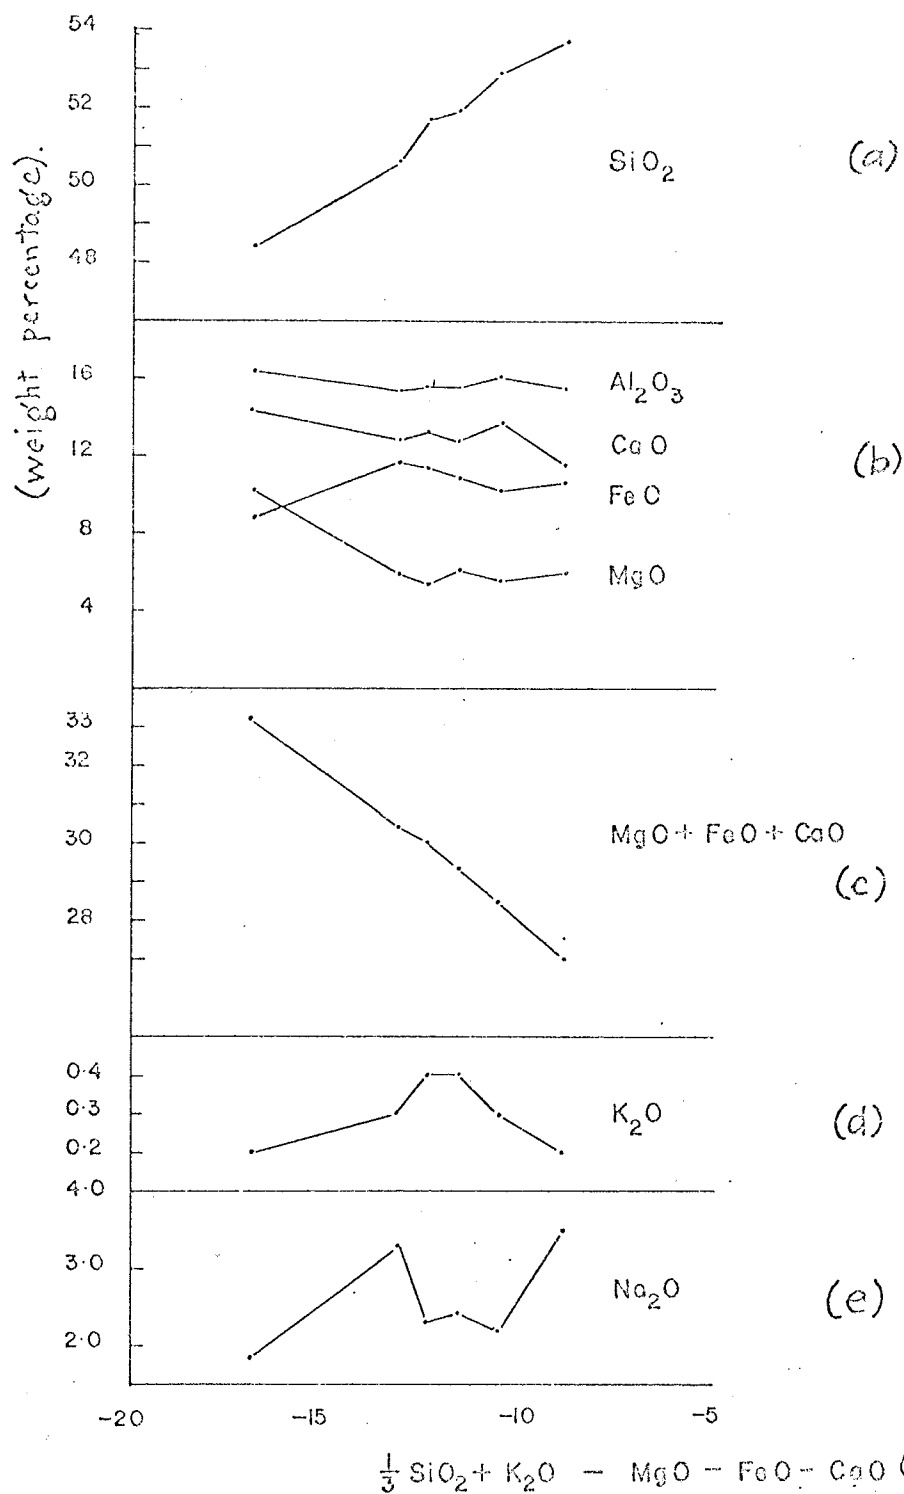 (weight percentage).
54
52
50
48
SiO₂
(a)
16
12
8
4
Al₂O₃
CaO
FeO
MgO
(b)
33
32
30
28
MgO+FeO+CaO
(c)
0·4
0·3
0·2
K₂O
(d)
4·0
3·0
2·0
Na₂O
(e)
-20 -15 -10 -5
⅓ SiO₂+ K₂O – MgO – FeO – CaO (